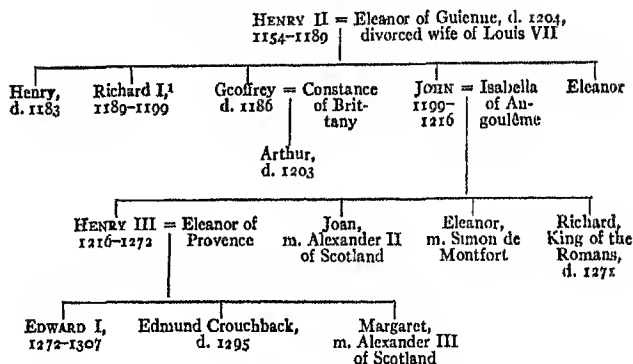 HENRY II = Eleanor of Guienne, d. 1204,
1154–1189 divorced wife of Louis VII
Henry,
d. 1183
Richard I,¹
1189–1199
Geoffrey = Constance
d. 1186 of Brit-
tany
JOHN = Isabella
1199– of An-
1216 goulême
Eleanor
Arthur,
d. 1203
HENRY III = Eleanor of
1216–1272 Provence
Joan,
m. Alexander II
of Scotland
Eleanor,
m. Simon de
Montfort
Richard,
King of the
Romans,
d. 1271
EDWARD I,
1272–1307
Edmund Crouchback,
d. 1295
Margaret,
m. Alexander III
of Scotland